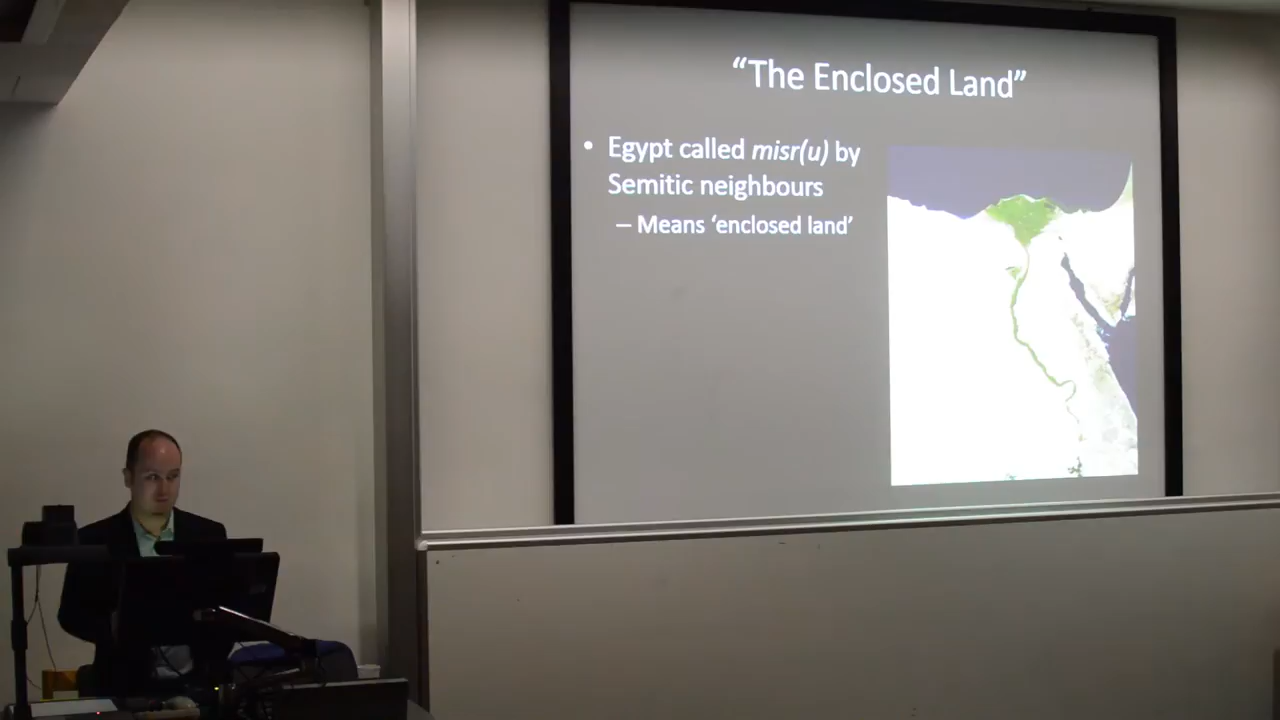 “The Enclosed Land”
• Egypt called misr(u) by
Semitic neighbours
– Means ‘enclosed land’